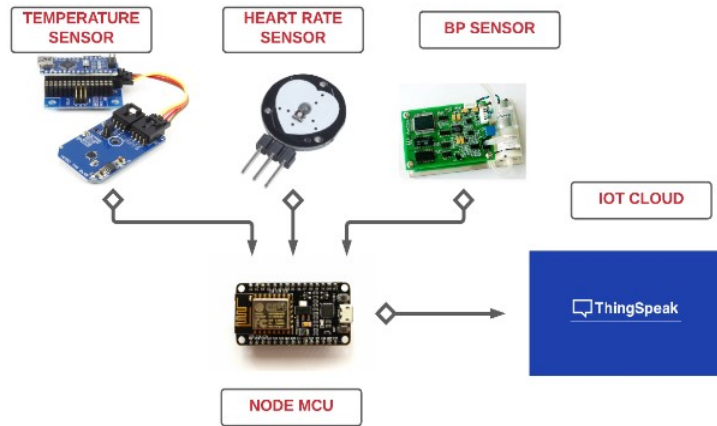 TEMPERATURE
SENSOR
HEART RATE
SENSOR
BP SENSOR
IOT CLOUD
ThingSpeak
NODE MCU